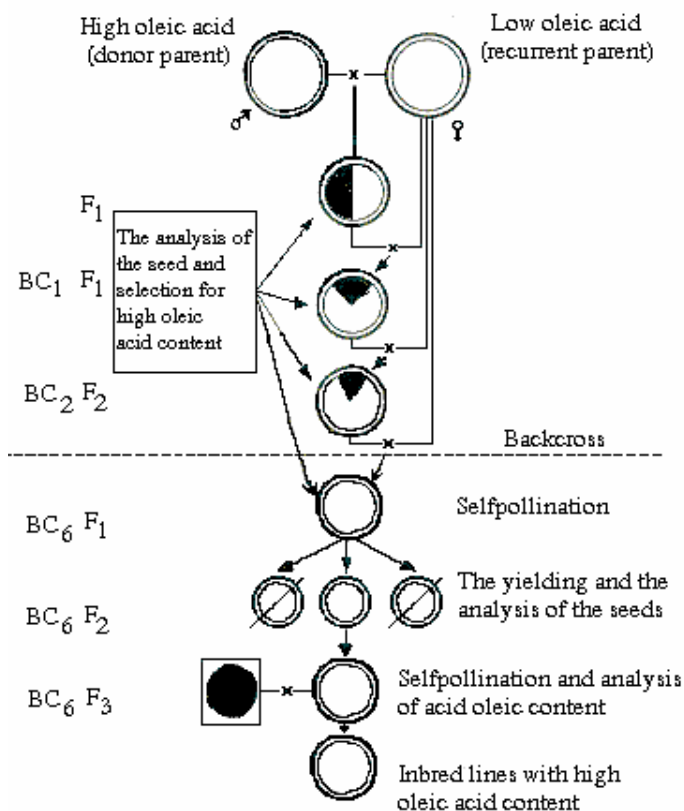 High oleic acid
(donor parent)
Low oleic acid
(recurrent parent)
x
♂
♀
F1
The analysis of
the seed and
selection for
high oleic
acid content
x
BC1 F1
x
BC2 F2
x
Backcross
BC6 F1
Selfpollination
BC6 F2
The yielding and the
analysis of the seeds
BC6 F3
x
Selfpollination and analysis
of acid oleic content
Inbred lines with high
oleic acid content